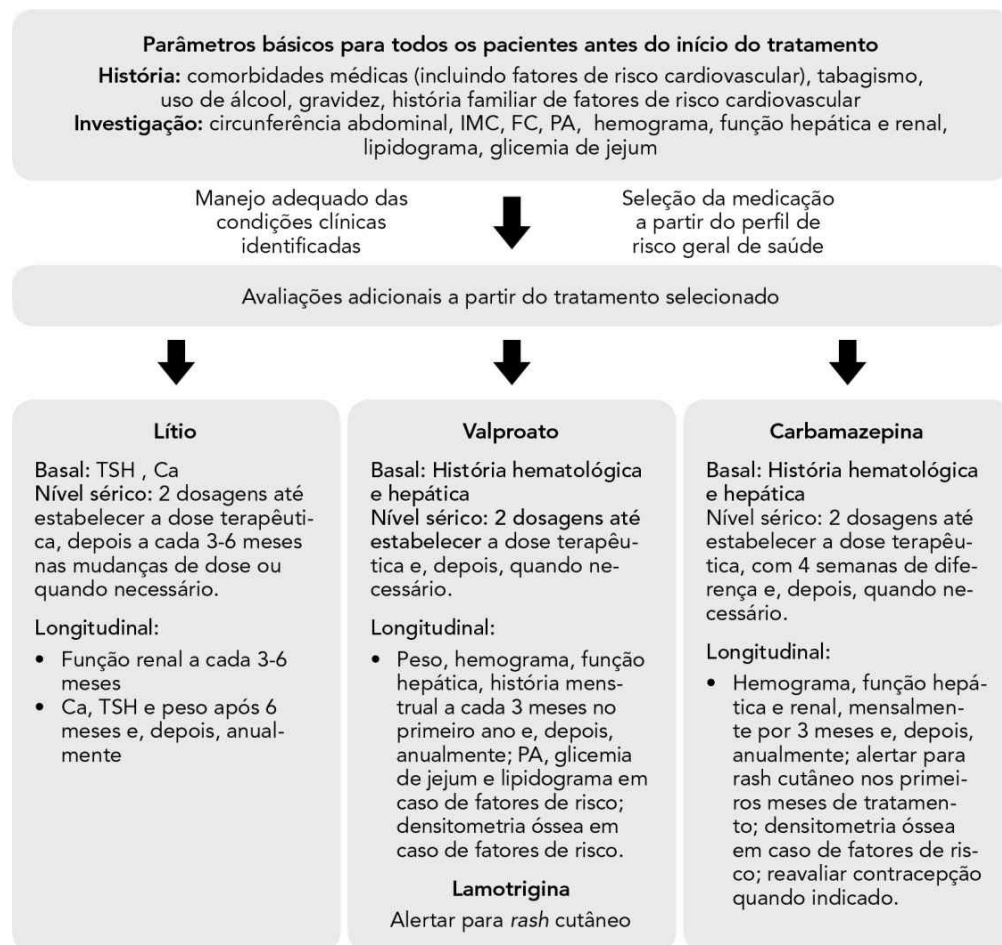 Parâmetros básicos para todos os pacientes antes do início do tratamento
História: comorbidades médicas (incluindo fatores de risco cardiovascular), tabagismo,
uso de álcool, gravidez, história familiar de fatores de risco cardiovascular
Investigação: circunferência abdominal, IMC, FC, PA, hemograma, função hepática e renal,
lipidograma, glicemia de jejum
Manejo adequado das
condições clínicas
identificadas
Seleção da medicação
a partir do perfil de
risco geral de saúde
Avaliações adicionais a partir do tratamento selecionado
Lítio
Basal: TSH , Ca
Nível sérico: 2 dosagens até
estabelecer a dose terapêuti-
ca, depois a cada 3-6 meses
nas mudanças de dose ou
quando necessário.
Longitudinal:
• Função renal a cada 3-6
meses
• Ca, TSH e peso após 6
meses e, depois, anual-
mente
Valproato
Basal: História hematológica
e hepática
Nível sérico: 2 dosagens até
estabelecer a dose terapêu-
tica e, depois, quando ne-
cessário.
Longitudinal:
• Peso, hemograma, função
hepática, história mens-
trual a cada 3 meses no
primeiro ano e, depois,
anualmente; PA, glicemia
de jejum e lipidograma em
caso de fatores de risco;
densitometria óssea em
caso de fatores de risco.
Lamotrigina
Alertar para rash cutâneo
Carbamazepina
Basal: História hematológica
e hepática
Nível sérico: 2 dosagens até
estabelecer a dose terapêu-
tica, com 4 semanas de dife-
rença e, depois, quando ne-
cessário.
Longitudinal:
• Hemograma, função hepá-
tica e renal, mensalmen-
te por 3 meses e, depois,
anualmente; alertar para
rash cutâneo nos primei-
ros meses de tratamen-
to; densitometria óssea
em caso de fatores de ris-
co; reavaliar contracepção
quando indicado.